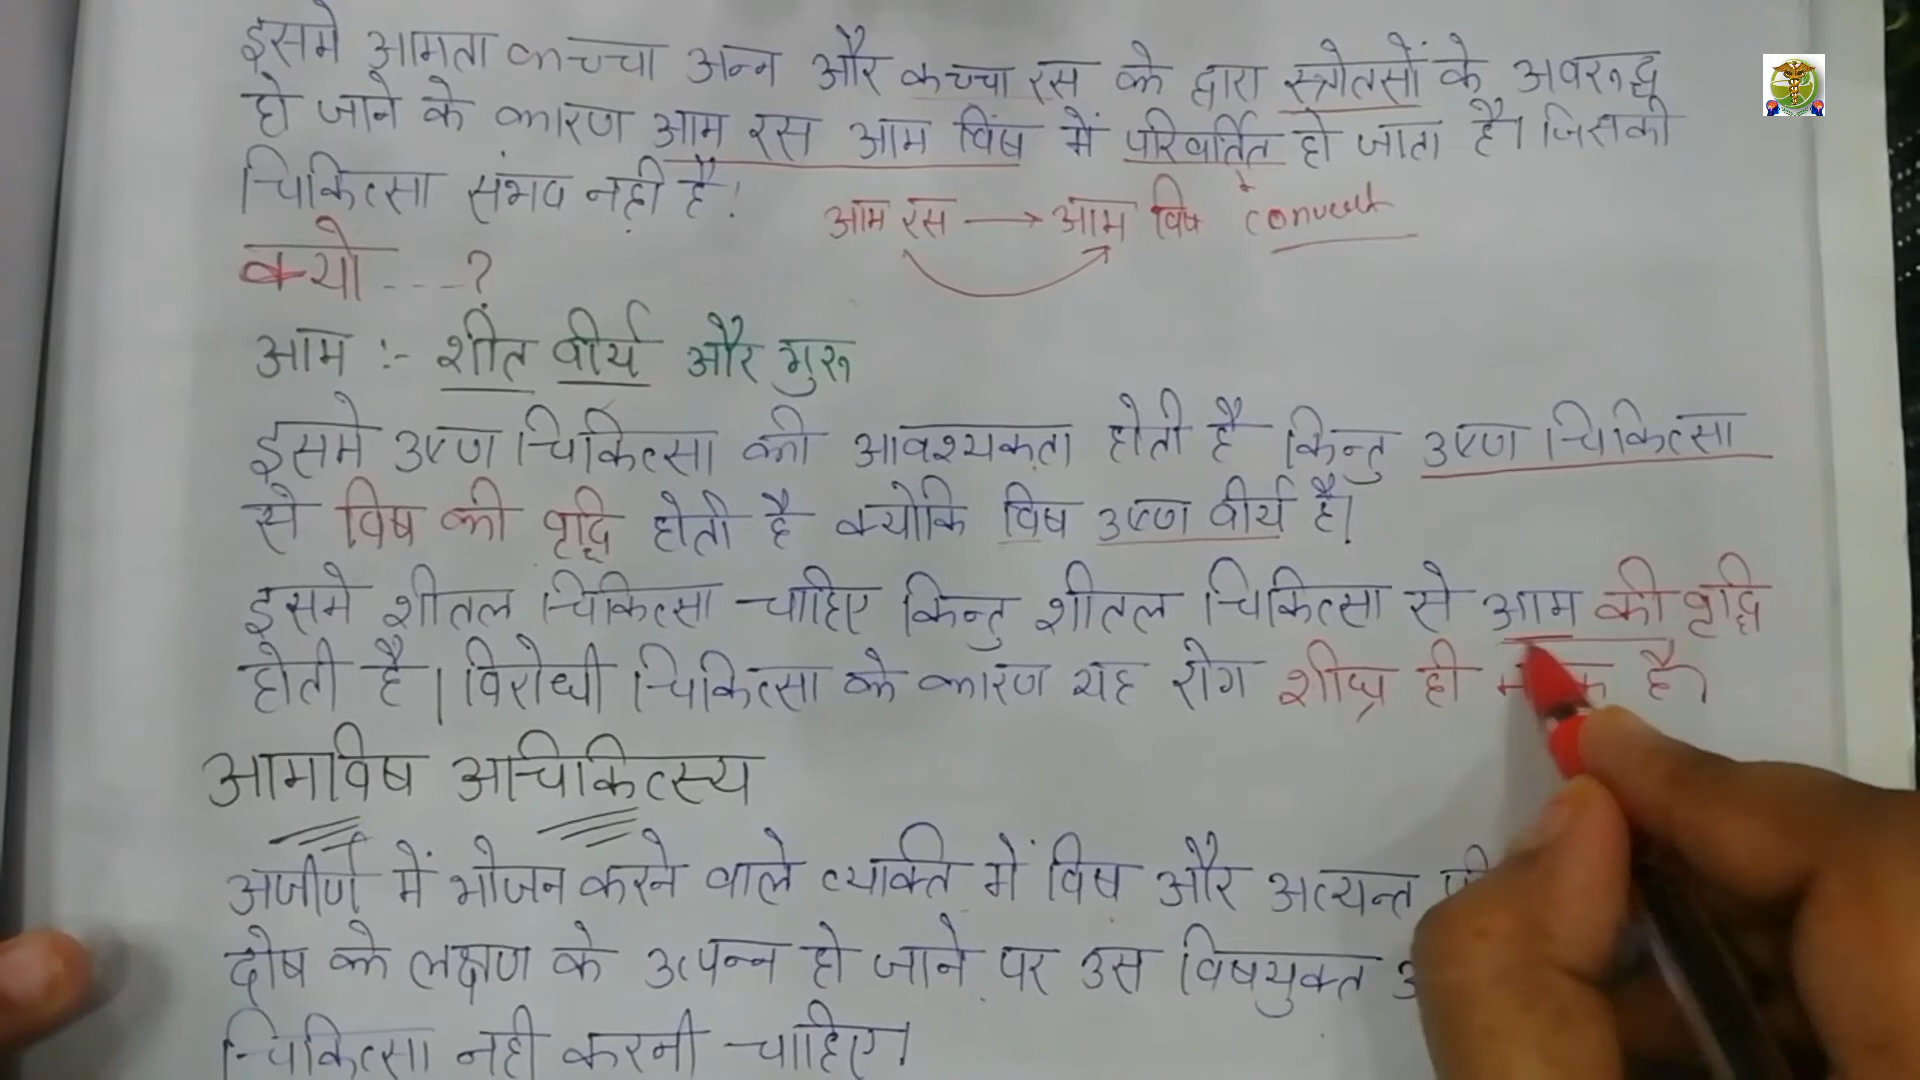 इसमे आमता कच्चा अन्न और कच्चा रस के द्वारा स्त्रोतसों के अवरुद्ध
हो जाने के कारण आम रस आम विष में परिवर्तित हो जाता है। जिसकी
चिकित्सा संभव नही है!
आम रस → आम विष convert
क्यो ---- ?
आम :- शीत वीर्य और गुरु
इसमे उष्ण चिकित्सा की आवश्यकता होती है किन्तु उष्ण चिकित्सा
से विष की वृद्धि होती है क्योकि विष उष्ण वीर्य है।
इसमे शीतल चिकित्सा चाहिए किन्तु शीतल चिकित्सा से आम की वृद्धि
होती है। विरोधी चिकित्सा के कारण यह रोग शीघ्र ही है।
आमविष अचिकित्स्य
अजीर्ण में भोजन करने वाले व्यक्ति में विष और अत्यन्त
दोष के लक्षण के उत्पन्न हो जाने पर उस विषयुक्त
चिकित्सा नही करनी चाहिए।